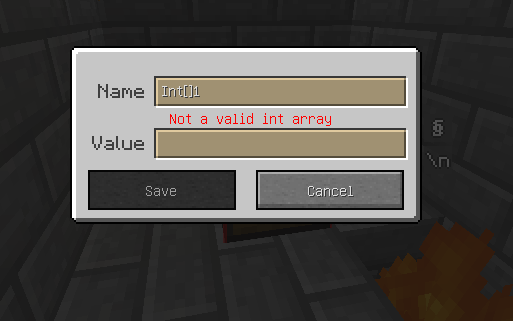 Name
Int[]1
Not a valid int array
Value
§
\n
Save
Cancel